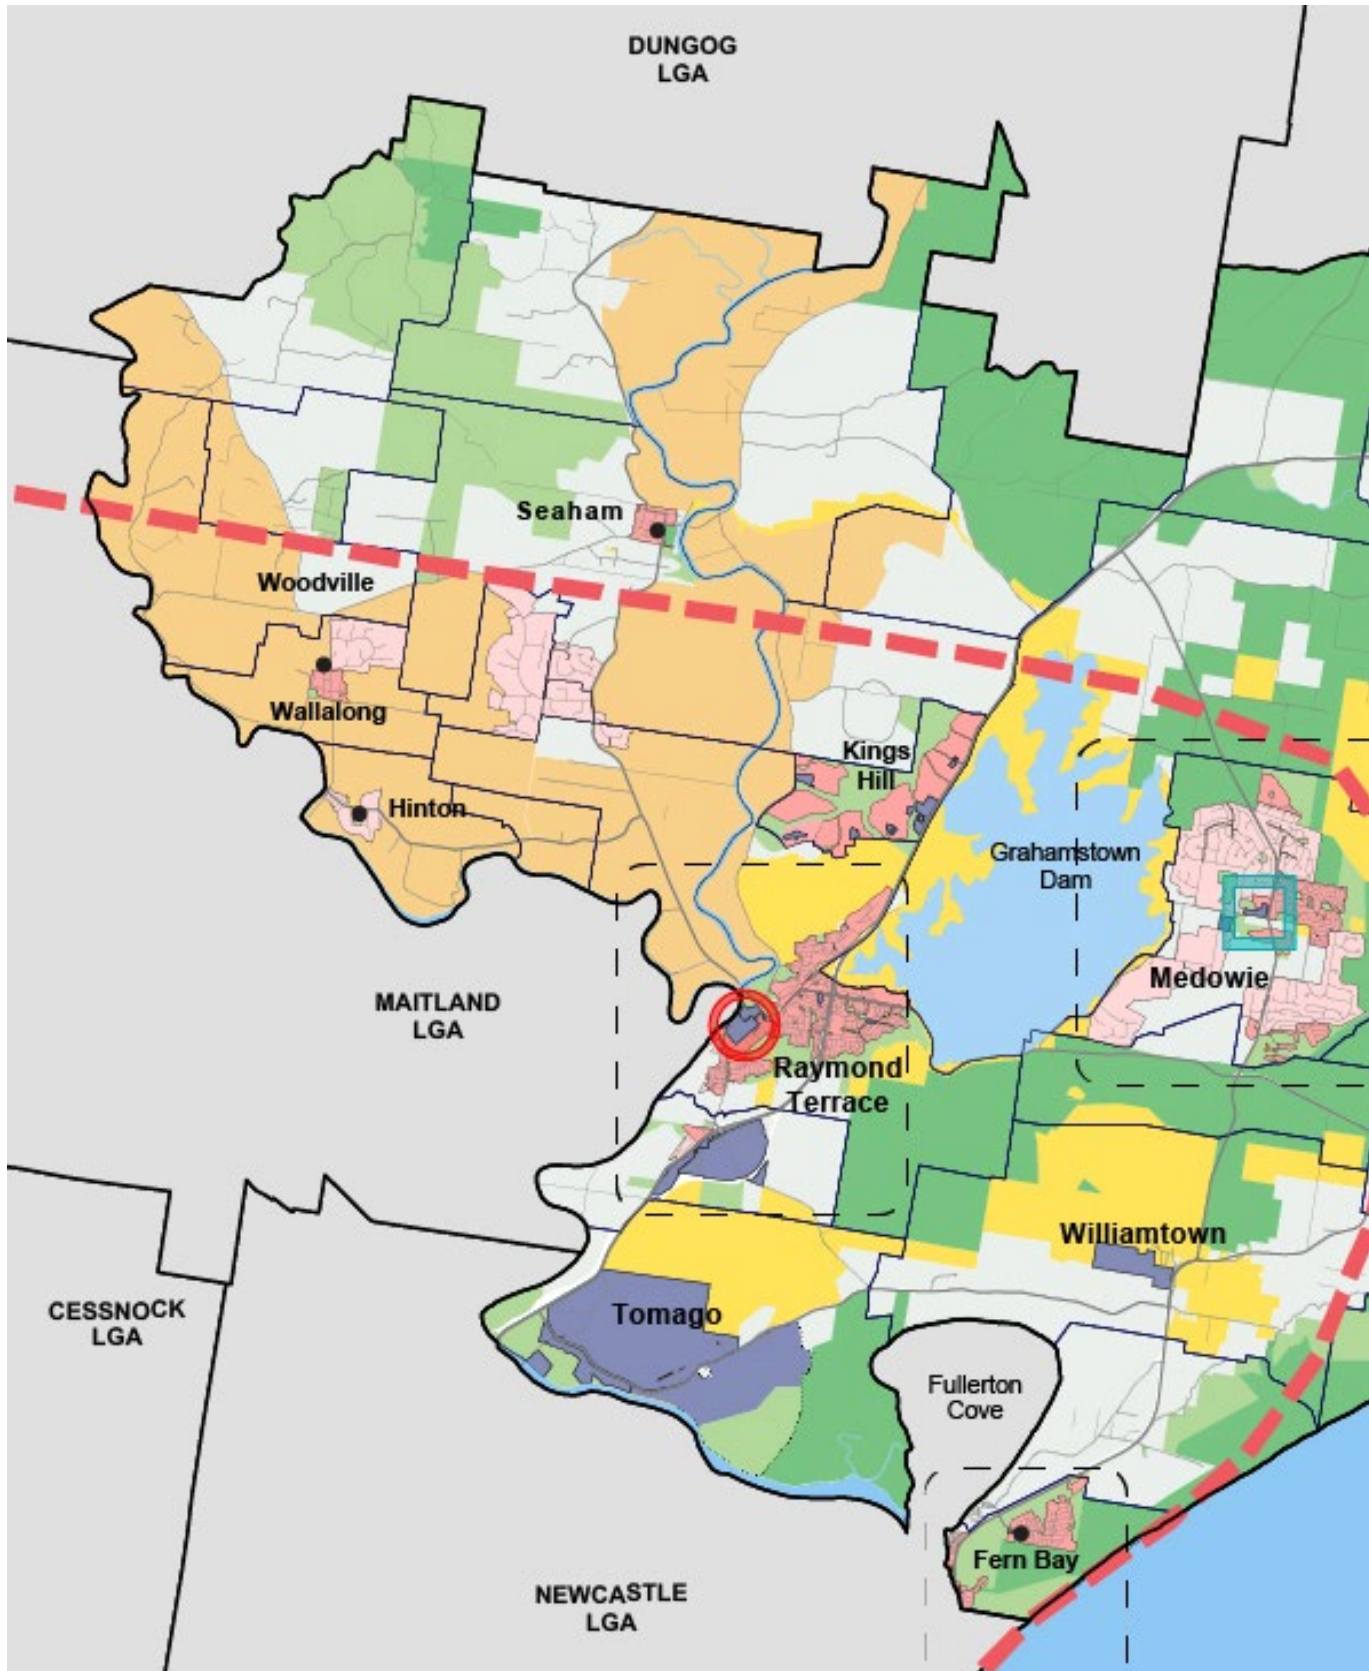 DUNGOG
LGA
Seaham
Woodville
Wallalong
Kings
Hill
Hinton
Grahamstown
Dam
Medowie
MAITLAND
LGA
Raymond
Terrace
Williamtown
CESSNOCK
LGA
Tomago
Fullerton
Cove
Fern Bay
NEWCASTLE
LGA